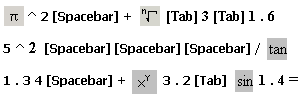 π ^ 2 [Spacebar] + ⁿ√ [Tab] 3 [Tab] 1 . 6
5 ^ 2 [Spacebar] [Spacebar] [Spacebar] / tan
1 . 3 4 [Spacebar] + xʸ 3 . 2 [Tab] sin 1 . 4 =